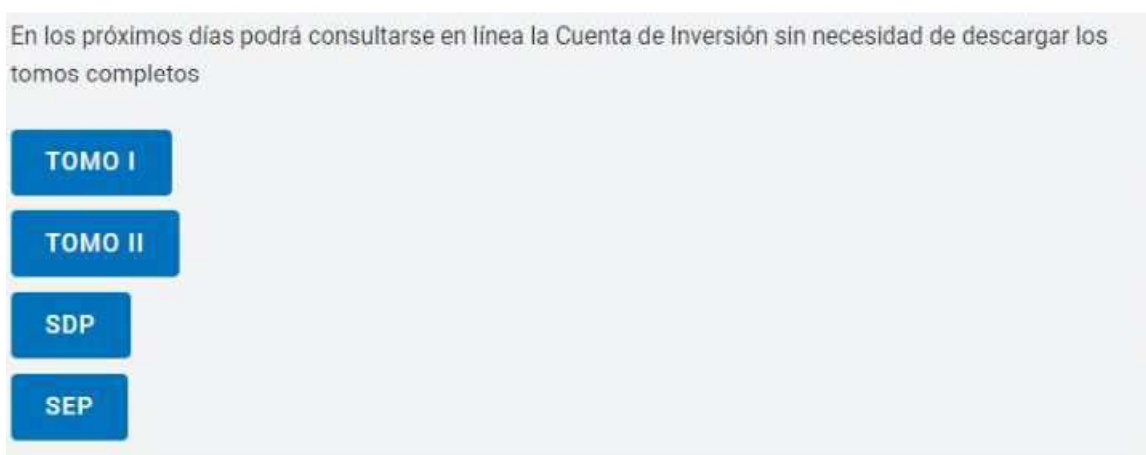 En los próximos días podrá consultarse en línea la Cuenta de Inversión sin necesidad de descargar los
tomos completos
TOMO I
TOMO II
SDP
SEP